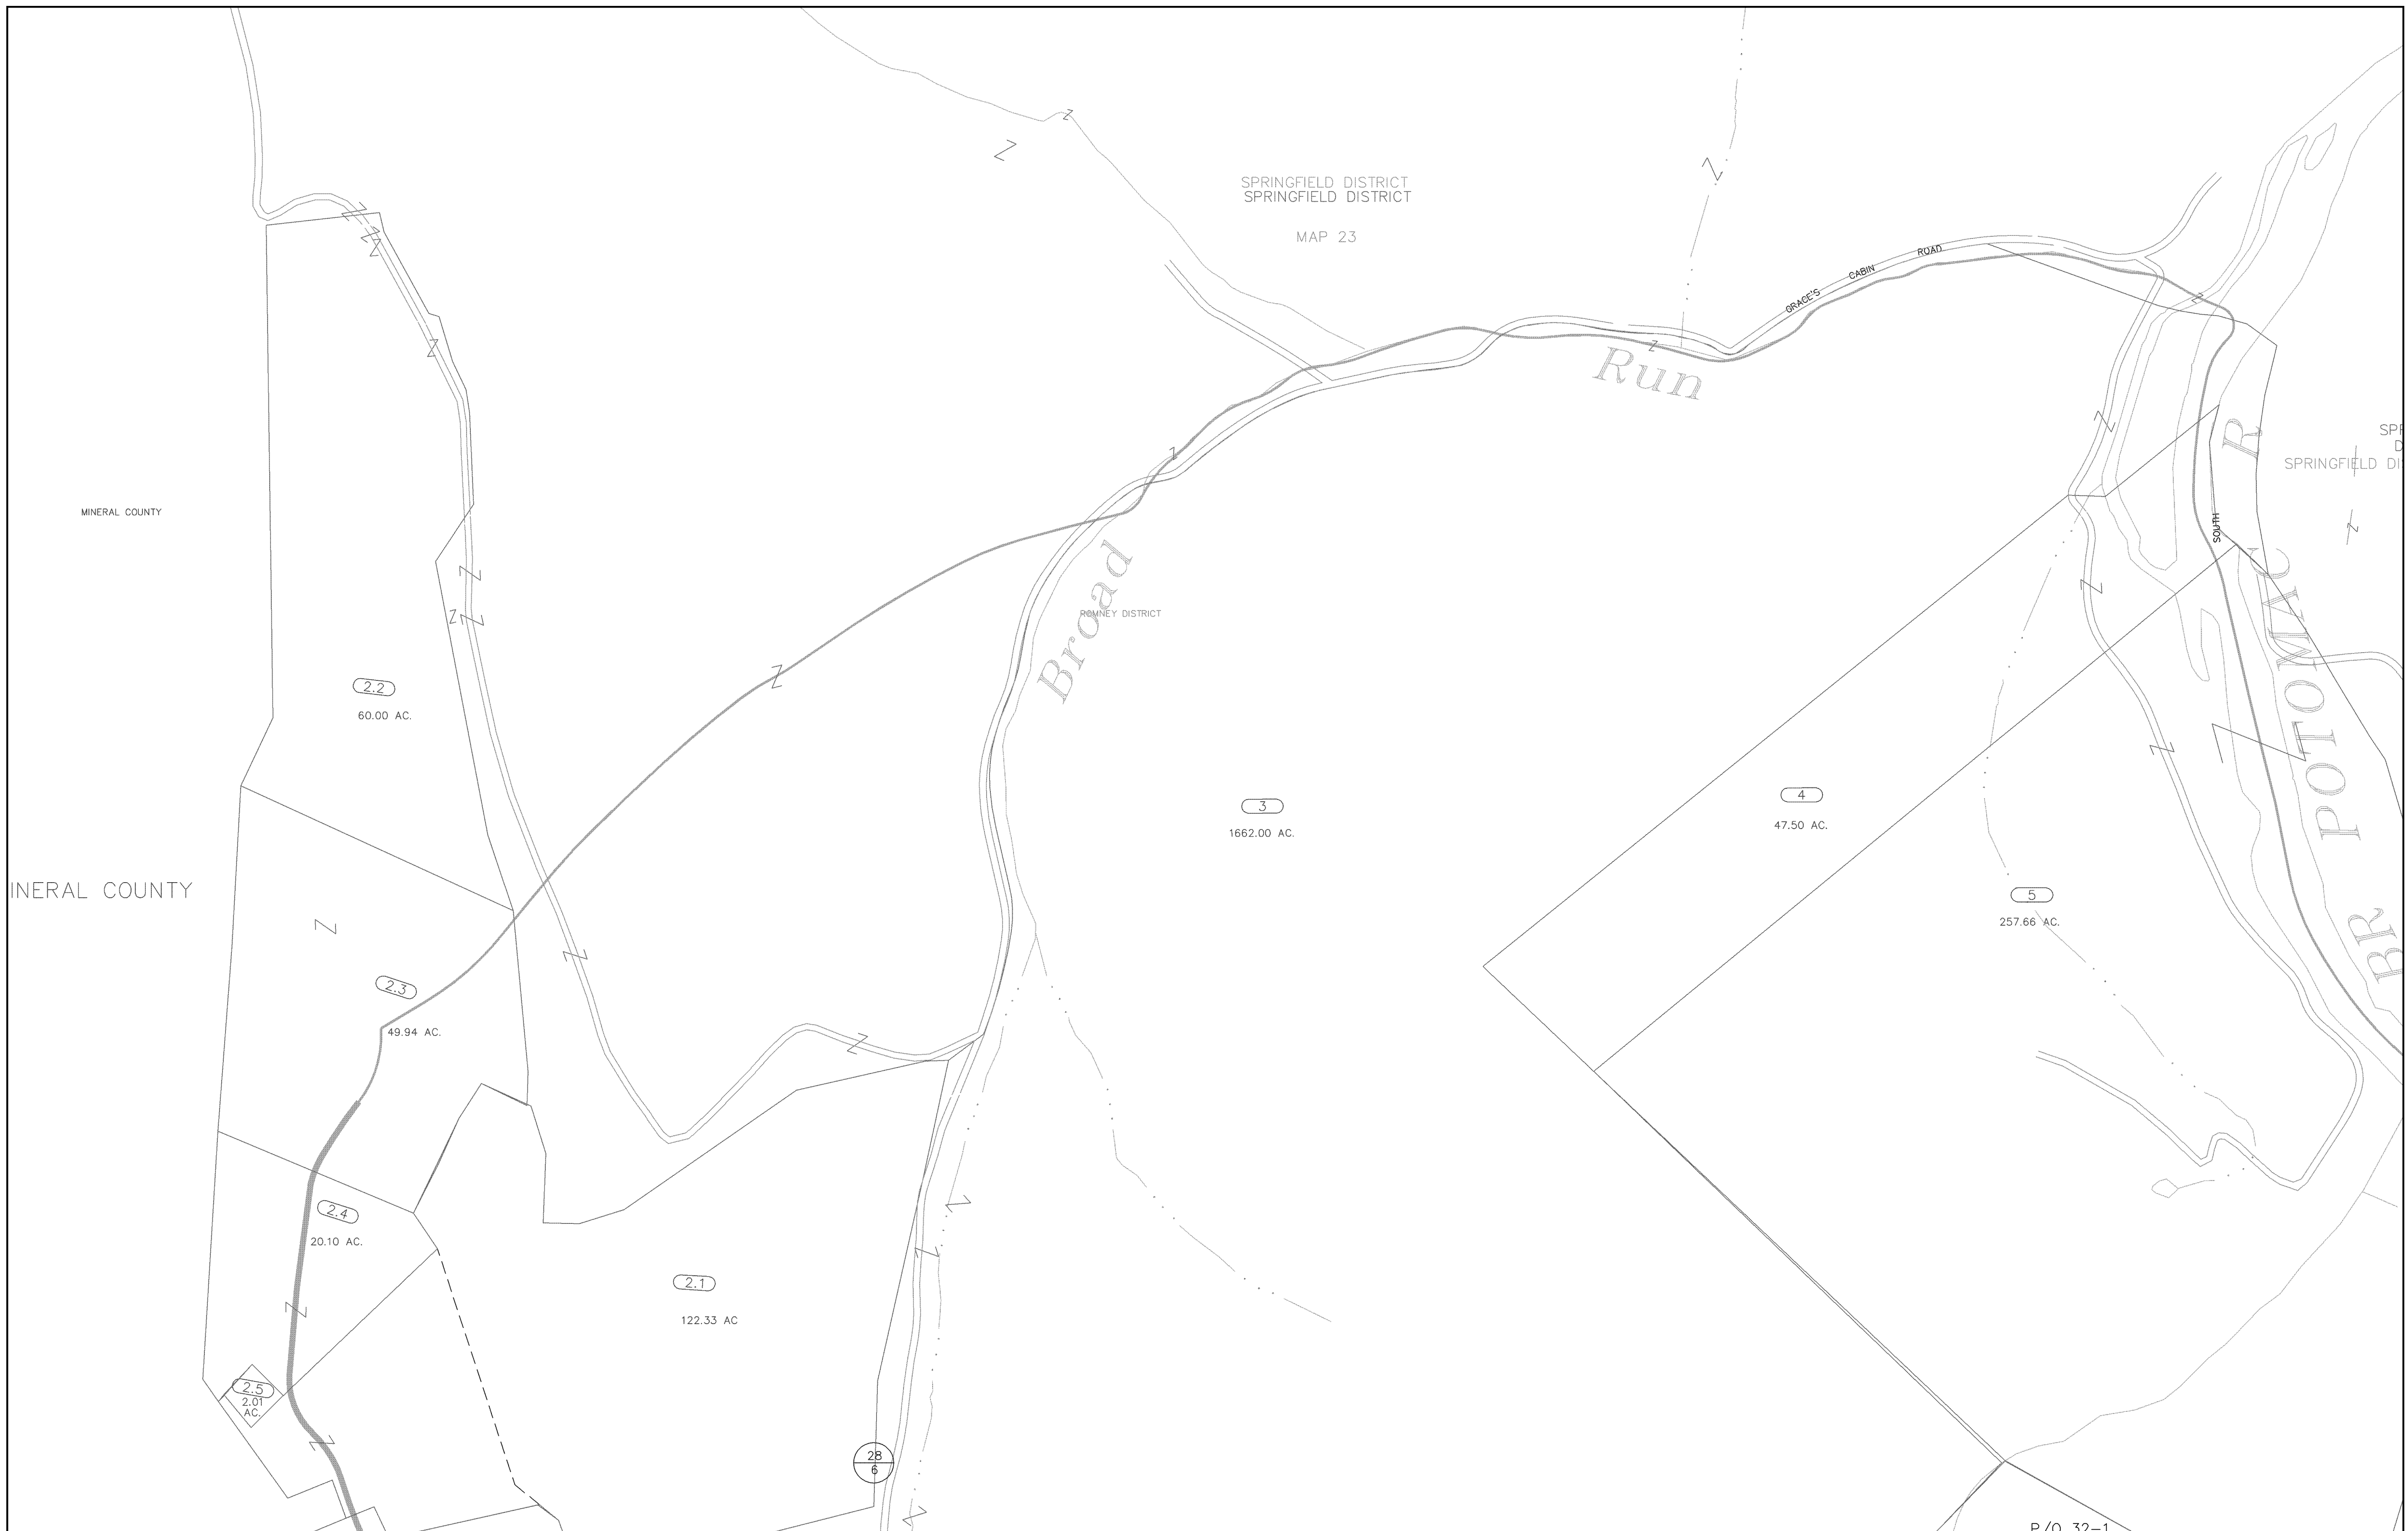 SPRINGFIELD DISTRICT
SPRINGFIELD DISTRICT
MAP 23
GRACE'S CABIN ROAD
Run
R
SPRINGFIELD DI
MINERAL COUNTY
SOUTH
Broad
ROMNEY DISTRICT
POTOMAC
2.2
60.00 AC.
3
1662.00 AC.
4
47.50 AC.
INERAL COUNTY
5
257.66 AC.
BR
2.3
49.94 AC.
2.4
20.10 AC.
2.1
122.33 AC
2.5
2.01
AC.
28
6
P/O 32-1